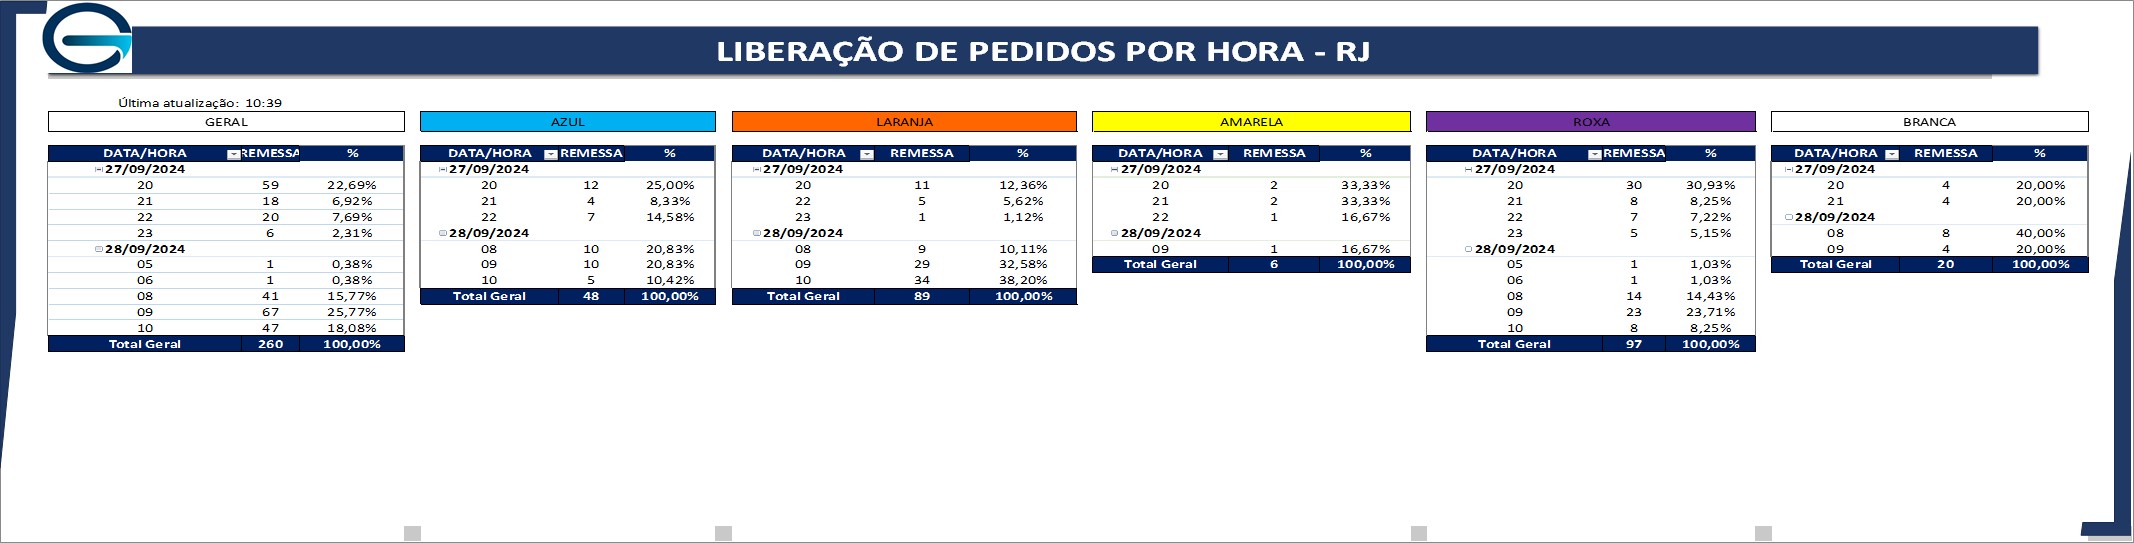 LIBERAÇÃO DE PEDIDOS POR HORA - RJ
Última atualização: 10:39
GERAL
DATA/HORA REMESSA %
27/09/2024
20 59 22,69%
21 18 6,92%
22 20 7,69%
23 6 2,31%
28/09/2024
05 1 0,38%
06 1 0,38%
08 41 15,77%
09 67 25,77%
10 47 18,08%
Total Geral 260 100,00%
AZUL
DATA/HORA REMESSA %
27/09/2024
20 12 25,00%
21 4 8,33%
22 7 14,58%
28/09/2024
08 10 20,83%
09 10 20,83%
10 5 10,42%
Total Geral 48 100,00%
LARANJA
DATA/HORA REMESSA %
27/09/2024
20 11 12,36%
22 5 5,62%
23 1 1,12%
28/09/2024
08 9 10,11%
09 29 32,58%
10 34 38,20%
Total Geral 89 100,00%
AMARELA
DATA/HORA REMESSA %
27/09/2024
20 2 33,33%
21 2 33,33%
22 1 16,67%
28/09/2024
09 1 16,67%
Total Geral 6 100,00%
ROXA
DATA/HORA REMESSA %
27/09/2024
20 30 30,93%
21 8 8,25%
22 7 7,22%
23 5 5,15%
28/09/2024
05 1 1,03%
06 1 1,03%
08 14 14,43%
09 23 23,71%
10 8 8,25%
Total Geral 97 100,00%
BRANCA
DATA/HORA REMESSA %
27/09/2024
20 4 20,00%
21 4 20,00%
28/09/2024
08 8 40,00%
09 4 20,00%
Total Geral 20 100,00%